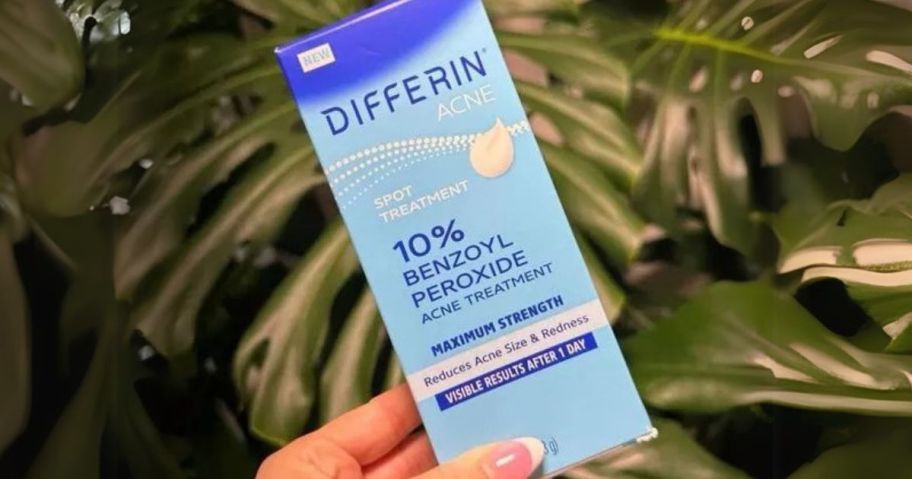 NEW
DIFFERIN®
ACNE
SPOT
TREATMENT
10%
BENZOYL
PEROXIDE
ACNE TREATMENT
MAXIMUM STRENGTH
Reduces Acne Size & Redness
VISIBLE RESULTS AFTER 1 DAY
g)